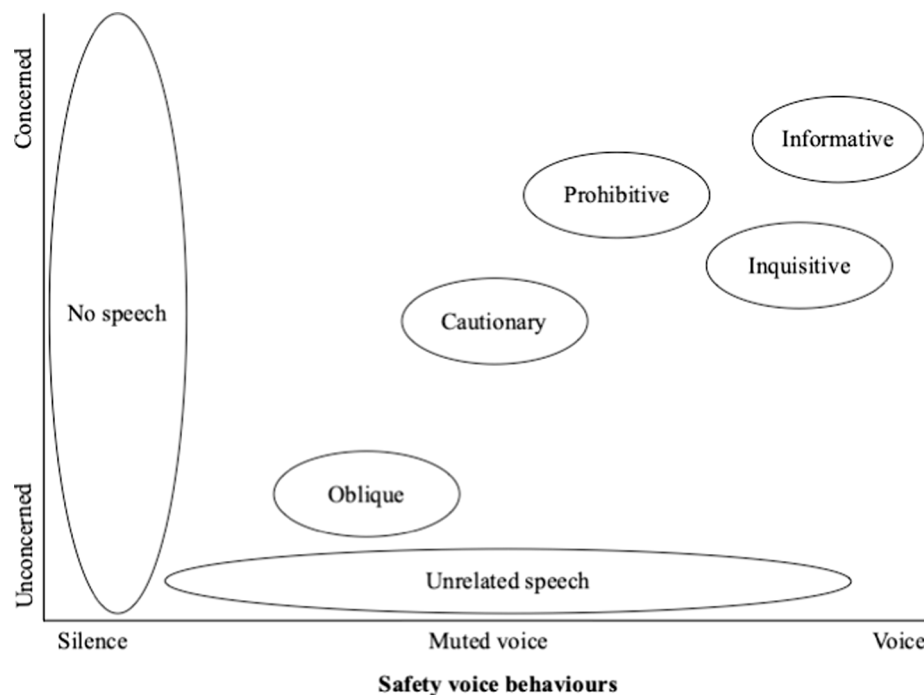 Concerned
Informative
Prohibitive
Inquisitive
No speech
Cautionary
Oblique
Unconcerned
Unrelated speech
Silence
Muted voice
Voice
Safety voice behaviours